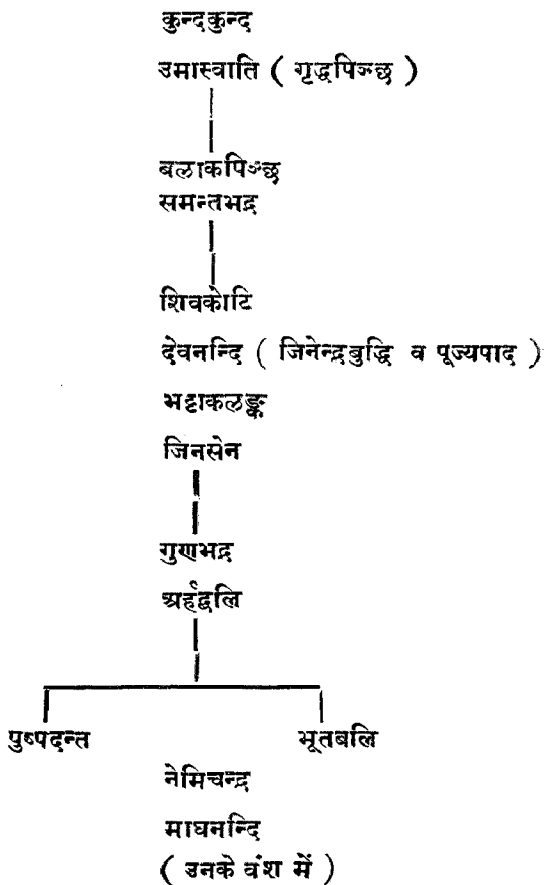 कुन्दकुन्द
उमास्वाति ( गृद्धपिञ्छ )
बलाकपिञ्छ
समन्तभद्र
शिवकोटि
देवनन्दि ( जिनेन्द्रबुद्धि व पूज्यपाद )
भट्टाकलङ्क
जिनसेन
गुणभद्र
अर्हद्बलि
पुष्पदन्त भूतबलि
नेमिचन्द्र
माघनन्दि
( उनके वंश में )